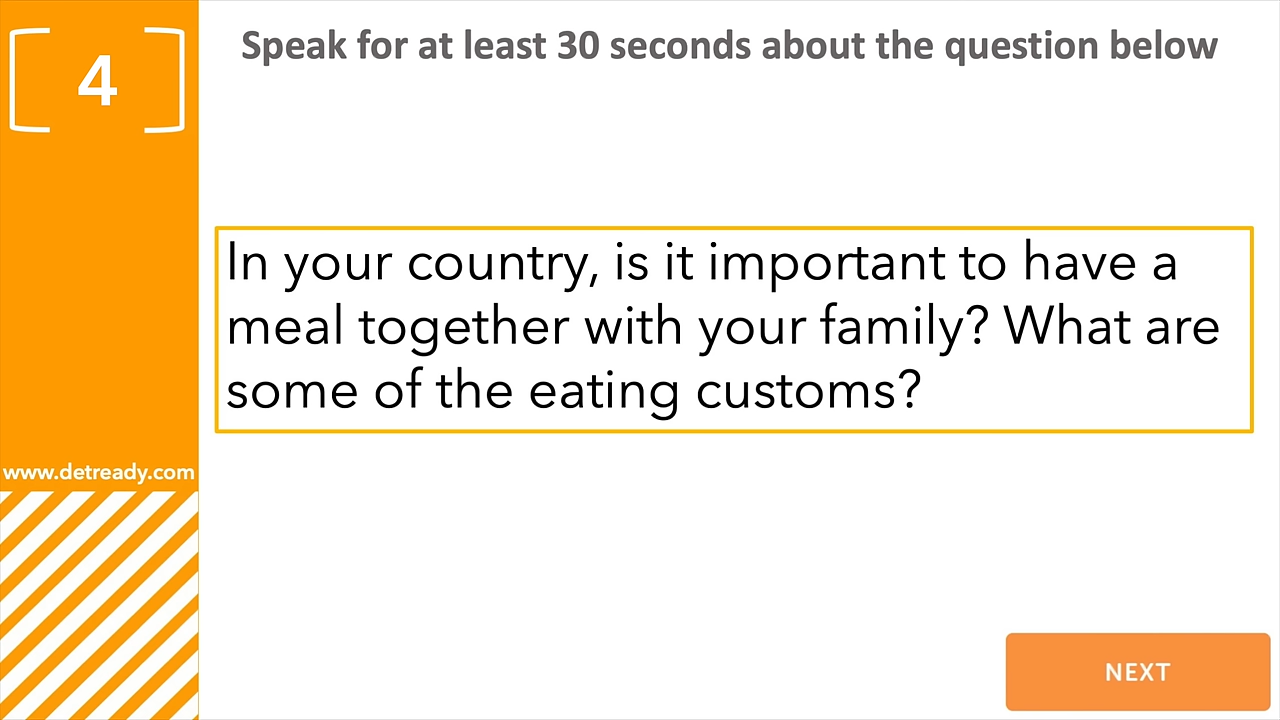 4
Speak for at least 30 seconds about the question below
In your country, is it important to have a
meal together with your family? What are
some of the eating customs?
www.detready.com
NEXT